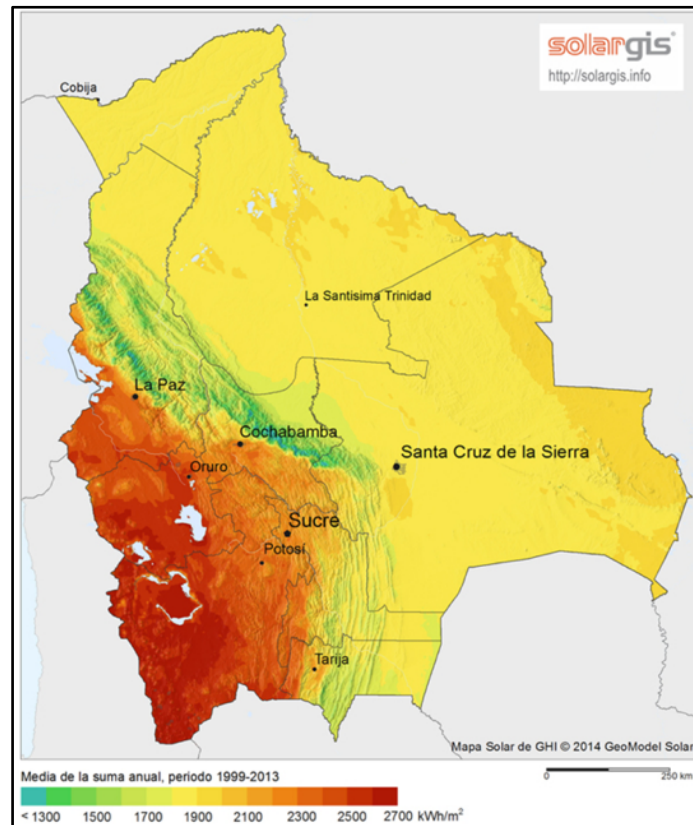 solargis
http://solargis.info
Cobija
La Santisima Trinidad
La Paz
Cochabamba
Santa Cruz de la Sierra
Oruro
Sucre
Potosí
Tarija
Mapa Solar de GHI © 2014 GeoModel Solar
Media de la suma anual, periodo 1999-2013
0 250 km
< 1300 1500 1700 1900 2100 2300 2500 2700 kWh/m²